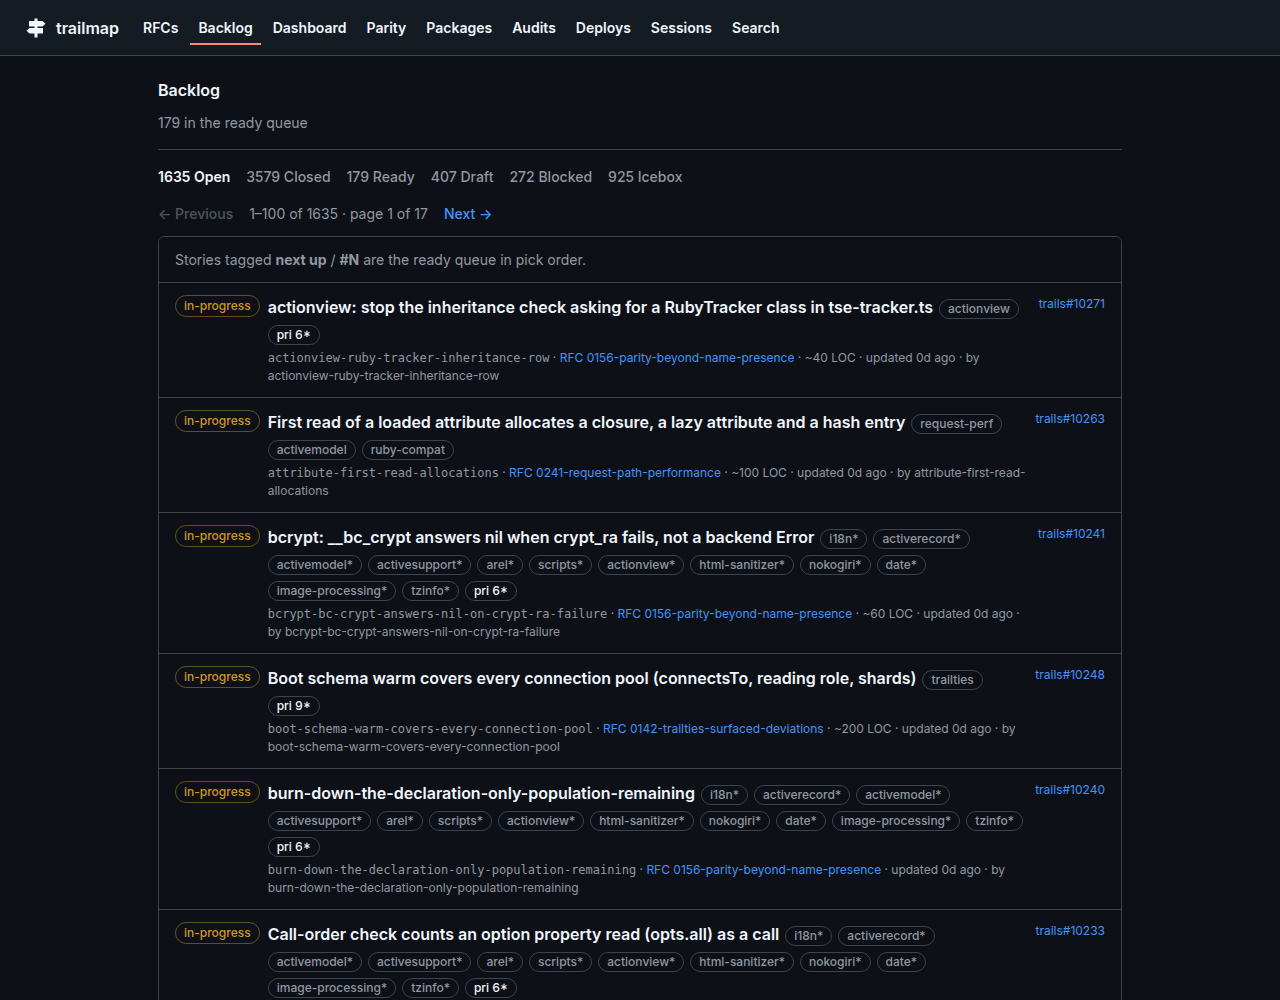 trailmap RFCs Backlog Dashboard Parity Packages Audits Deploys Sessions Search
Backlog
179 in the ready queue
1635 Open 3579 Closed 179 Ready 407 Draft 272 Blocked 925 Icebox
← Previous 1–100 of 1635 · page 1 of 17 Next →
Stories tagged next up / #N are the ready queue in pick order.
in-progress actionview: stop the inheritance check asking for a RubyTracker class in tse-tracker.ts actionview trails#10271
pri 6*
actionview-ruby-tracker-inheritance-row · RFC 0156-parity-beyond-name-presence · ~40 LOC · updated 0d ago · by
actionview-ruby-tracker-inheritance-row
in-progress First read of a loaded attribute allocates a closure, a lazy attribute and a hash entry request-perf trails#10263
activemodel ruby-compat
attribute-first-read-allocations · RFC 0241-request-path-performance · ~100 LOC · updated 0d ago · by attribute-first-read-
allocations
in-progress bcrypt: __bc_crypt answers nil when crypt_ra fails, not a backend Error i18n* activerecord* trails#10241
activemodel* activesupport* arel* scripts* actionview* html-sanitizer* nokogiri* date*
image-processing* tzinfo* pri 6*
bcrypt-bc-crypt-answers-nil-on-crypt-ra-failure · RFC 0156-parity-beyond-name-presence · ~60 LOC · updated 0d ago ·
by bcrypt-bc-crypt-answers-nil-on-crypt-ra-failure
in-progress Boot schema warm covers every connection pool (connectsTo, reading role, shards) trailties trails#10248
pri 9*
boot-schema-warm-covers-every-connection-pool · RFC 0142-trailties-surfaced-deviations · ~200 LOC · updated 0d ago · by
boot-schema-warm-covers-every-connection-pool
in-progress burn-down-the-declaration-only-population-remaining i18n* activerecord* activemodel* trails#10240
activesupport* arel* scripts* actionview* html-sanitizer* nokogiri* date* image-processing* tzinfo*
pri 6*
burn-down-the-declaration-only-population-remaining · RFC 0156-parity-beyond-name-presence · updated 0d ago · by
burn-down-the-declaration-only-population-remaining
in-progress Call-order check counts an option property read (opts.all) as a call i18n* activerecord* trails#10233
activemodel* activesupport* arel* scripts* actionview* html-sanitizer* nokogiri* date*
image-processing* tzinfo* pri 6*